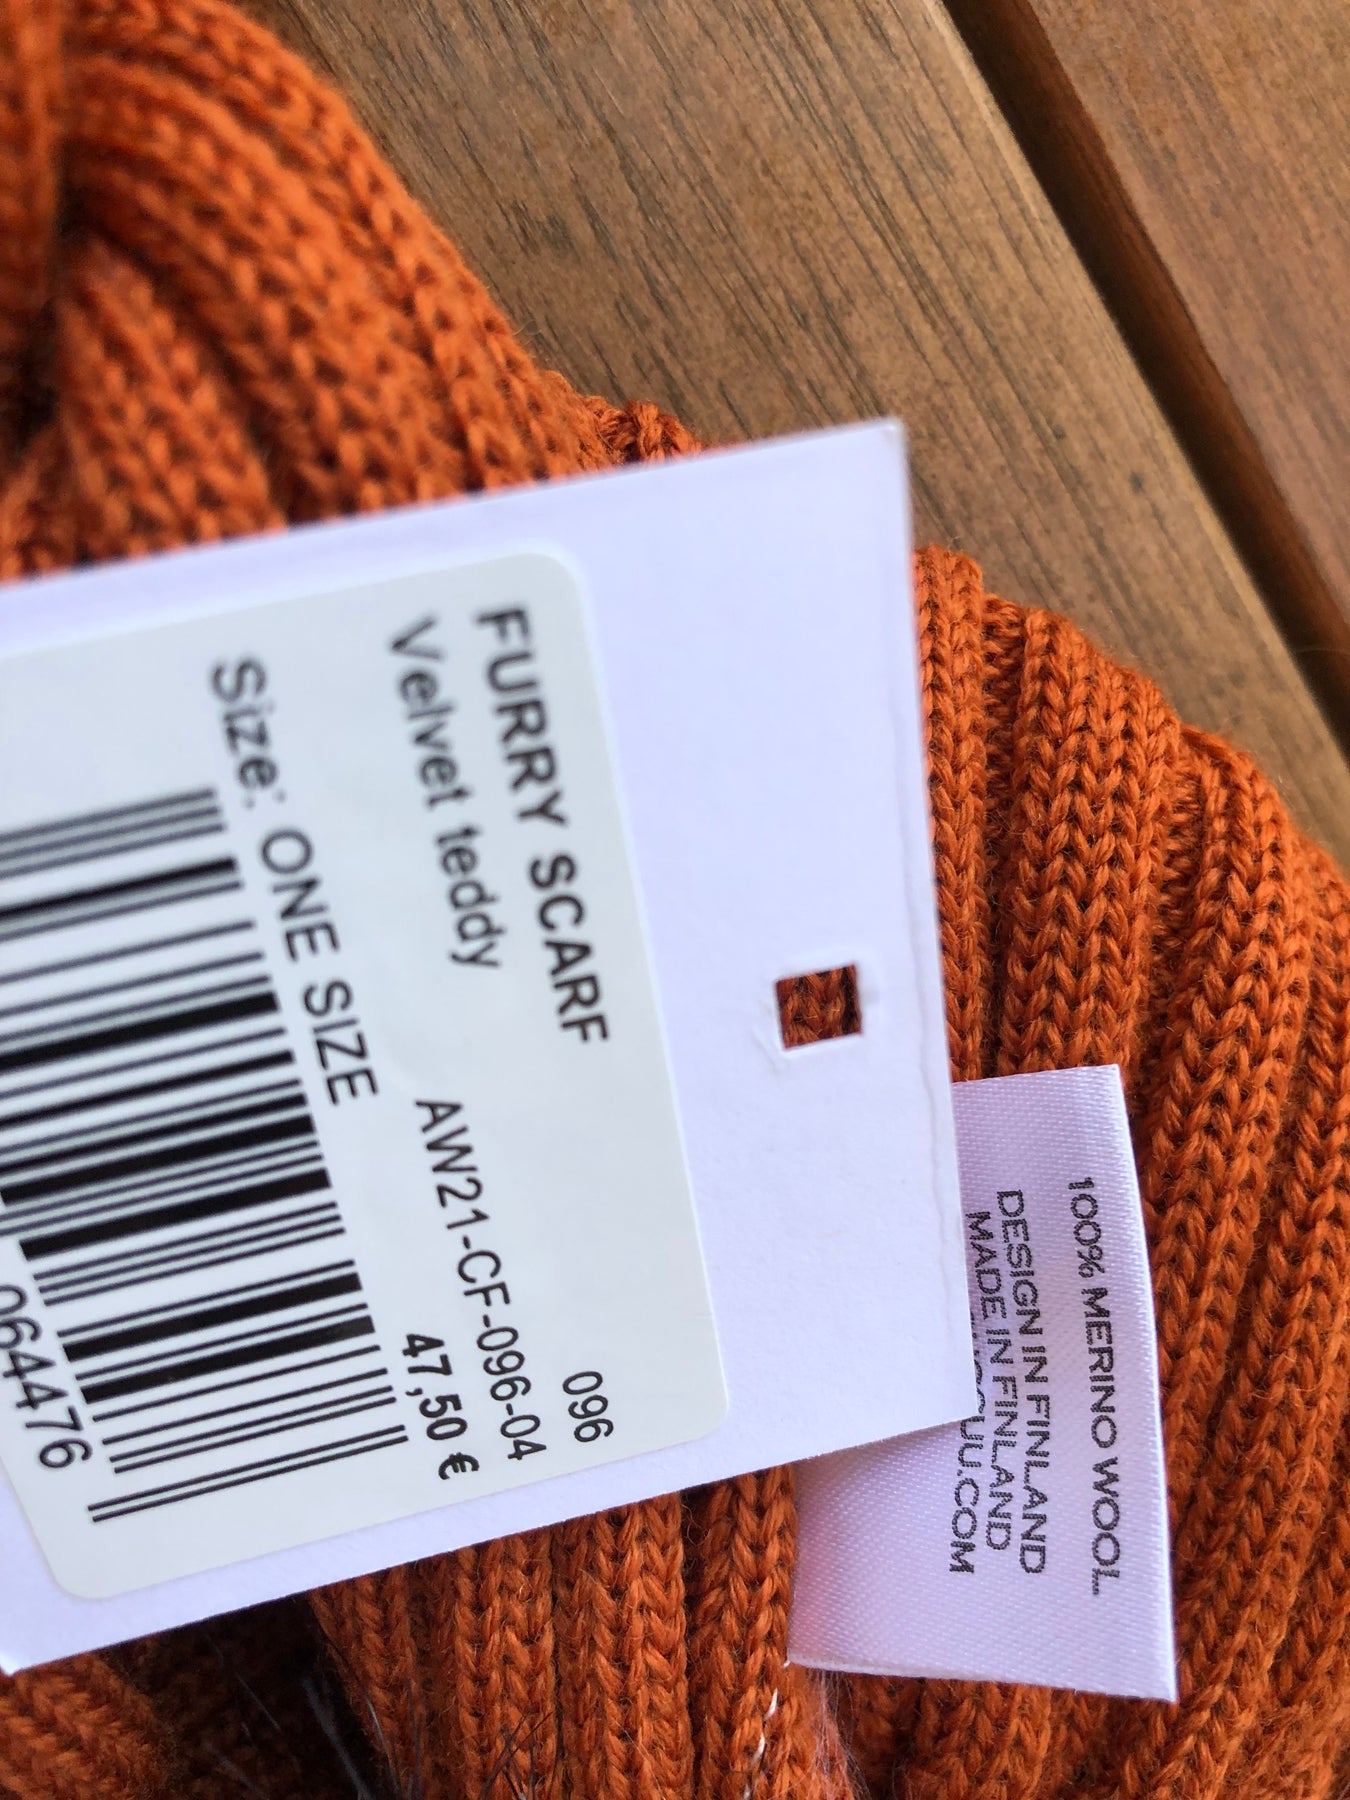 FURRY SCARF 096
Velvet teddy AW21-CF-096-04
47,50 €
Size: ONE SIZE
064476
100% MERINO WOOL.
DESIGN IN FINLAND
MADE IN FINLAND